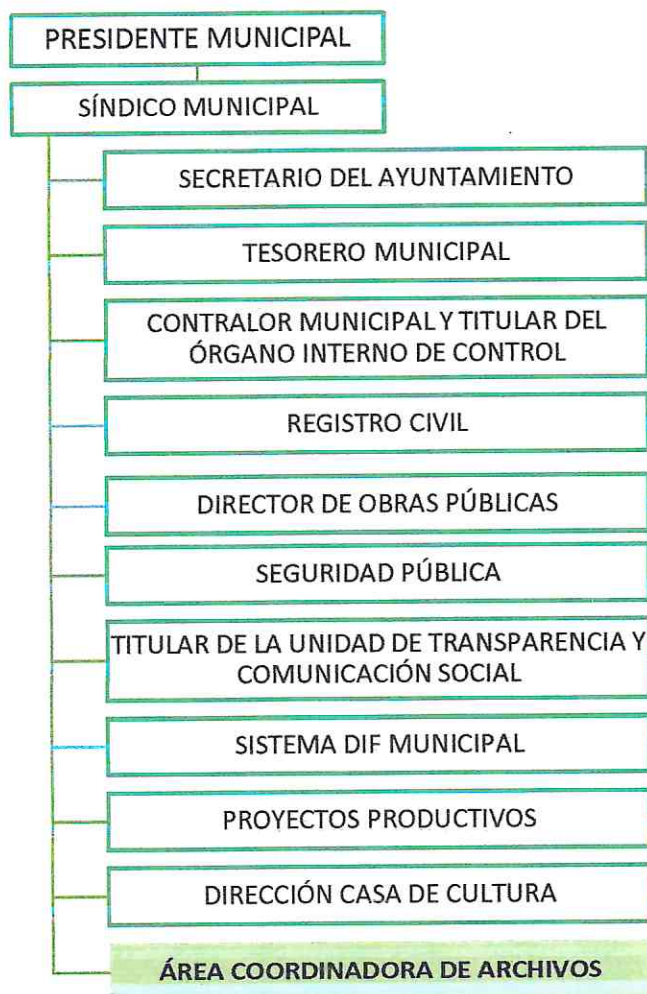 PRESIDENTE MUNICIPAL
SÍNDICO MUNICIPAL
SECRETARIO DEL AYUNTAMIENTO
TESORERO MUNICIPAL
CONTRALOR MUNICIPAL Y TITULAR DEL
ÓRGANO INTERNO DE CONTROL
REGISTRO CIVIL
DIRECTOR DE OBRAS PÚBLICAS
SEGURIDAD PÚBLICA
TITULAR DE LA UNIDAD DE TRANSPARENCIA Y
COMUNICACIÓN SOCIAL
SISTEMA DIF MUNICIPAL
PROYECTOS PRODUCTIVOS
DIRECCIÓN CASA DE CULTURA
ÁREA COORDINADORA DE ARCHIVOS